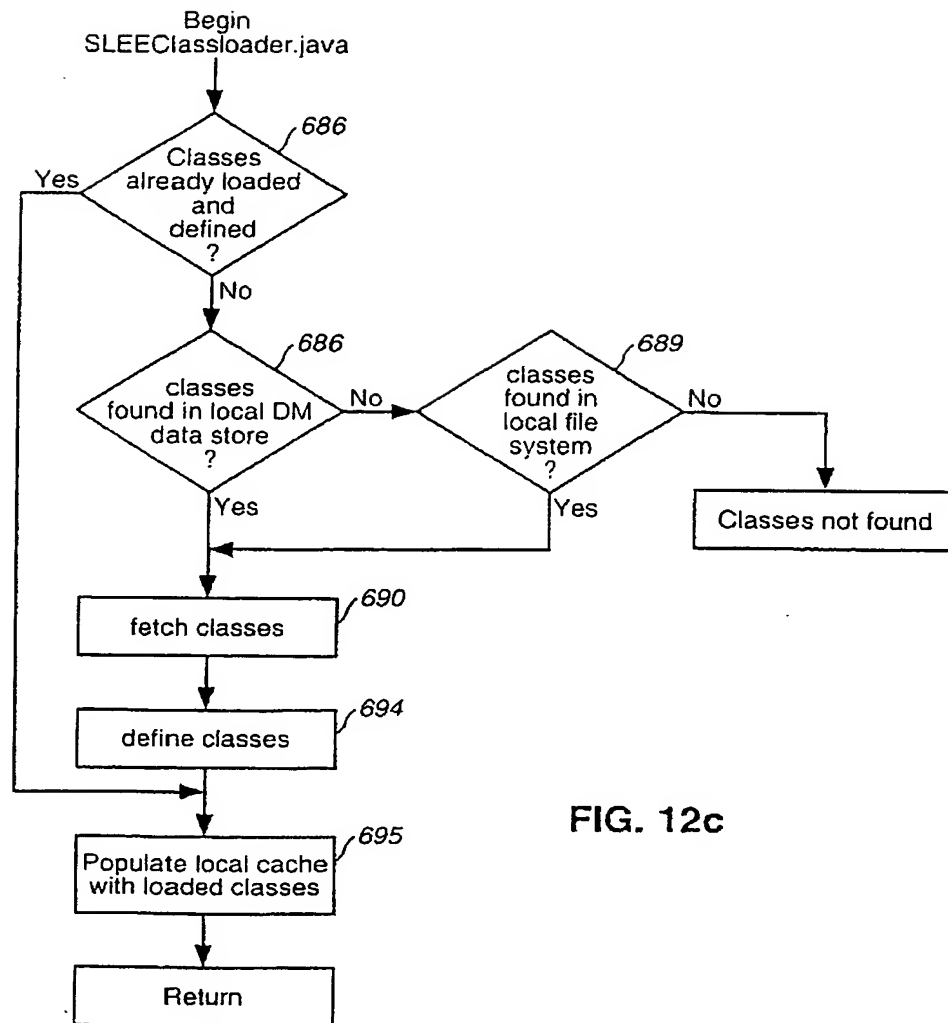 Begin
SLEEClassloader.java
686
Classes
already loaded
and
defined
?
Yes
No
686
classes
found in local DM
data store
?
No
Yes
689
classes
found in
local file
system
?
No
Yes
Classes not found
690
fetch classes
694
define classes
695
Populate local cache
with loaded classes
Return
FIG. 12c